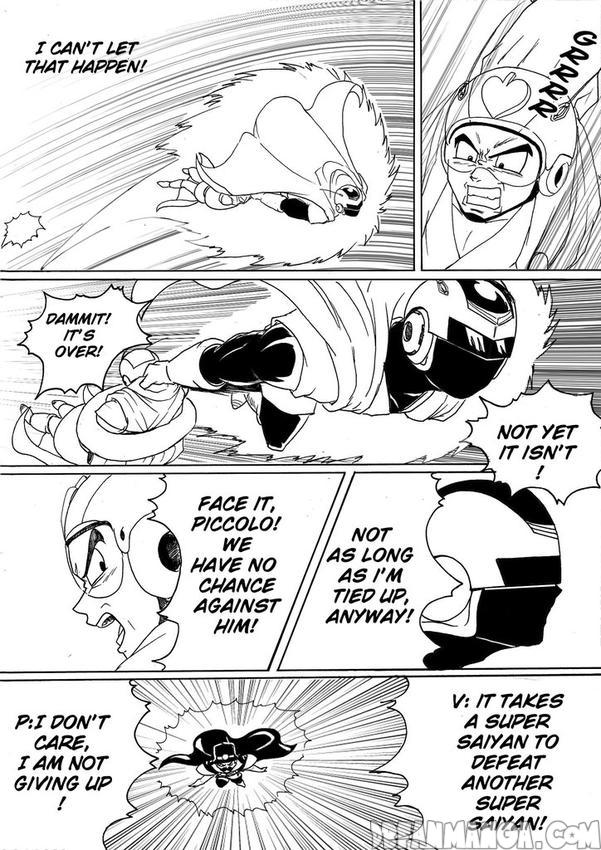 I CAN'T LET
THAT HAPPEN!
GRRRR
DAMMIT!
IT'S
OVER!
NOT YET
IT ISN'T
!
FACE IT,
PICCOLO!
WE
HAVE NO
CHANCE
AGAINST
HIM!
NOT
AS LONG
AS I'M
TIED UP,
ANYWAY!
P:I DON'T
CARE,
I AM NOT
GIVING UP
!
V: IT TAKES
A SUPER
SAIYAN TO
DEFEAT
ANOTHER
SUPER
SAIYAN!
DBFANMANGA.COM